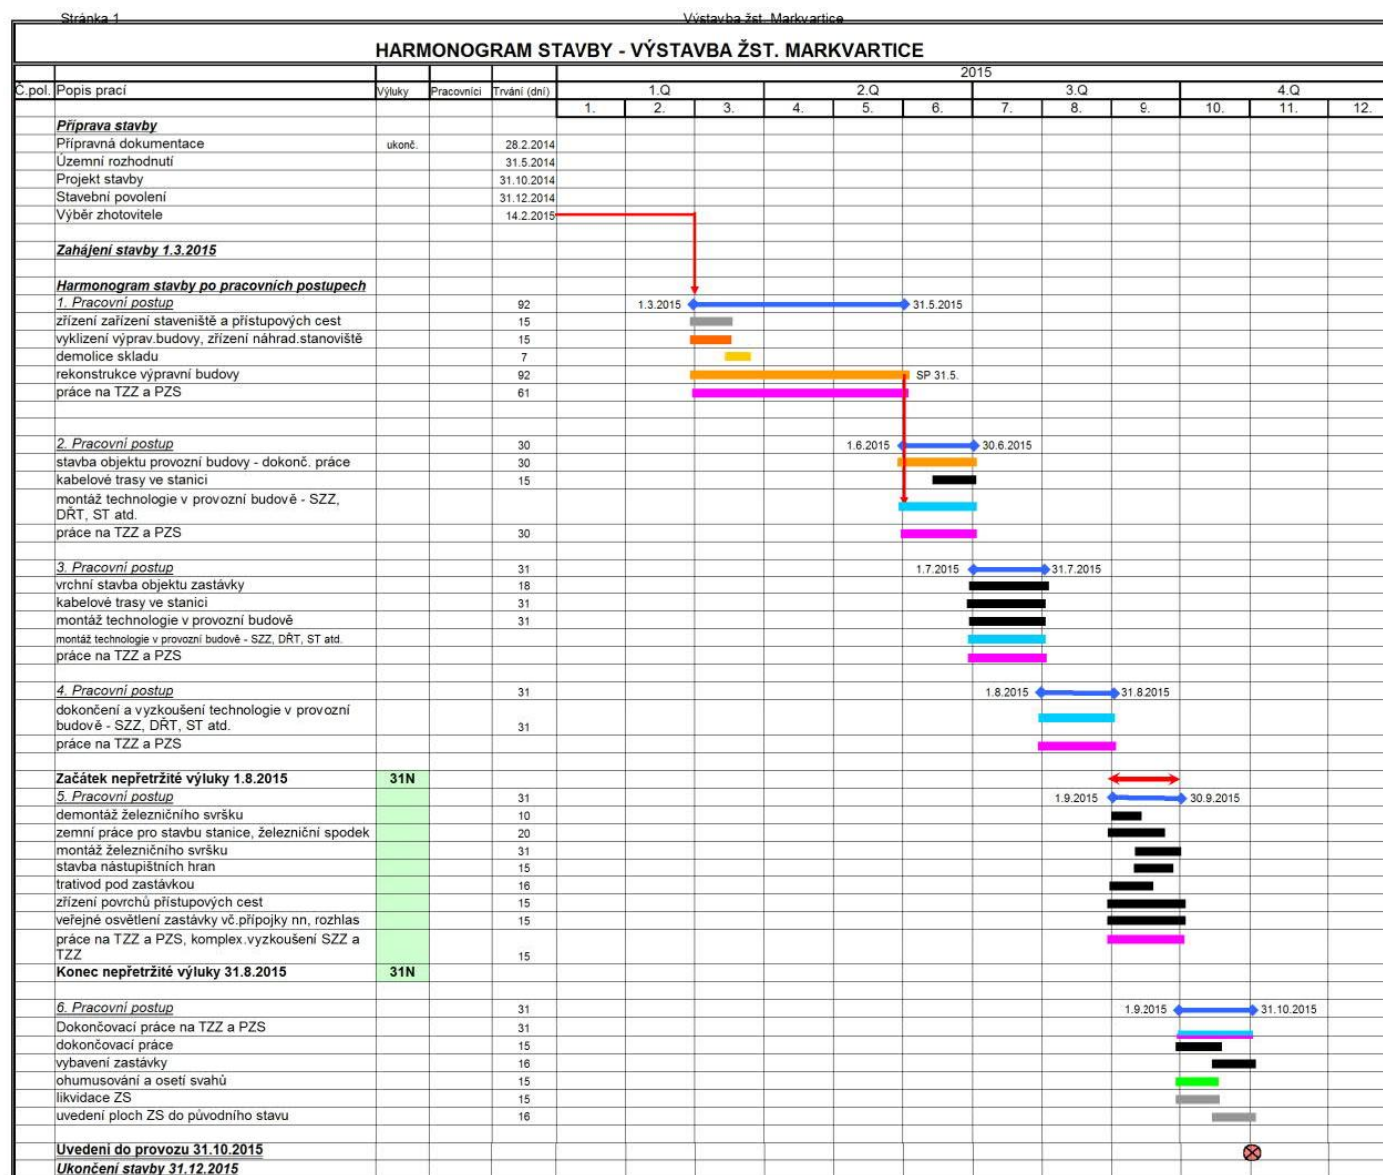 Stránka 1 Výstavba žst. Markvartice
HARMONOGRAM STAVBY - VÝSTAVBA ŽST. MARKVARTICE
2015
Č.pol. Popis prací Výluky Pracovníci Trvání (dní) 1.Q 2.Q 3.Q 4.Q
1. 2. 3. 4. 5. 6. 7. 8. 9. 10. 11. 12.
Příprava stavby
Přípravná dokumentace ukonč. 28.2.2014
Územní rozhodnutí 31.5.2014
Projekt stavby 31.10.2014
Stavební povolení 31.12.2014
Výběr zhotovitele 14.2.2015
Zahájení stavby 1.3.2015
Harmonogram stavby po pracovních postupech
1. Pracovní postup 92 1.3.2015 31.5.2015
zřízení zařízení staveniště a přístupových cest 15
vyklizení výprav.budovy, zřízení náhrad.stanoviště 15
demolice skladu 7
rekonstrukce výpravní budovy 92 SP 31.5.
práce na TZZ a PZS 61
2. Pracovní postup 30 1.6.2015 30.6.2015
stavba objektu provozní budovy - dokonč. práce 30
kabelové trasy ve stanici 15
montáž technologie v provozní budově - SZZ,
DŘT, ST atd.
práce na TZZ a PZS 30
3. Pracovní postup 31 1.7.2015 31.7.2015
vrchní stavba objektu zastávky 18
kabelové trasy ve stanici 31
montáž technologie v provozní budově 31
montáž technologie v provozní budově - SZZ, DŘT, ST atd.
práce na TZZ a PZS
4. Pracovní postup 31 1.8.2015 31.8.2015
dokončení a vyzkoušení technologie v provozní
budově - SZZ, DŘT, ST atd. 31
práce na TZZ a PZS
Začátek nepřetržité výluky 1.8.2015 31N
5. Pracovní postup 31 1.9.2015 30.9.2015
demontáž železničního svršku 10
zemní práce pro stavbu stanice, železniční spodek 20
montáž železničního svršku 31
stavba nástupištních hran 15
trativod pod zastávkou 16
zřízení povrchů přístupových cest 15
veřejné osvětlení zastávky vč.přípojky nn, rozhlas 15
práce na TZZ a PZS, komplex.vyzkoušení SZZ a
TZZ 15
Konec nepřetržité výluky 31.8.2015 31N
6. Pracovní postup 31 1.9.2015 31.10.2015
Dokončovací práce na TZZ a PZS 31
dokončovací práce 15
vybavení zastávky 16
ohumusování a osetí svahů 15
likvidace ZS 15
uvedení ploch ZS do původního stavu 16
Uvedení do provozu 31.10.2015
Ukončení stavby 31.12.2015